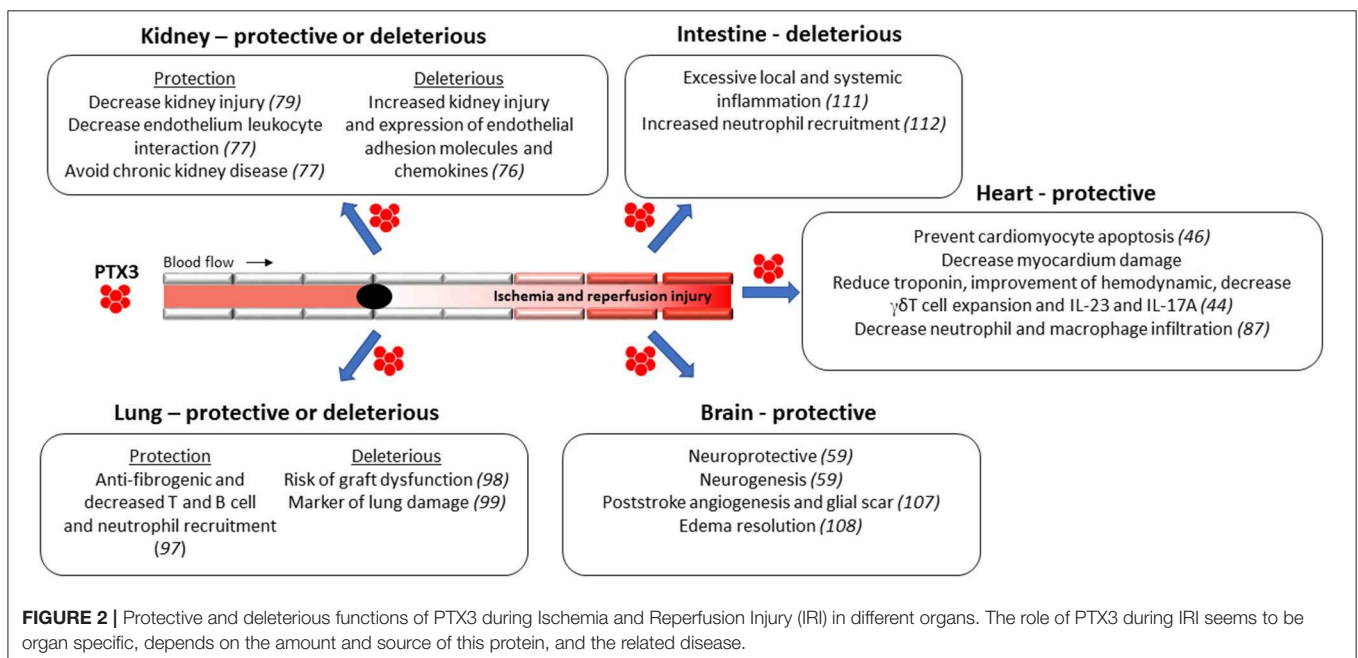 Kidney – protective or deleterious
Protection
Decrease kidney injury (79)
Decrease endothelium leukocyte
interaction (77)
Avoid chronic kidney disease (77)
Deleterious
Increased kidney injury
and expression of endothelial
adhesion molecules and
chemokines (76)
Intestine - deleterious
Excessive local and systemic
inflammation (111)
Increased neutrophil recruitment (112)
Heart - protective
Prevent cardiomyocyte apoptosis (46)
Decrease myocardium damage
Reduce troponin, improvement of hemodynamic, decrease
γδT cell expansion and IL-23 and IL-17A (44)
Decrease neutrophil and macrophage infiltration (87)
PTX3
Blood flow →
Ischemia and reperfusion injury
Lung – protective or deleterious
Protection
Anti-fibrogenic and
decreased T and B cell
and neutrophil recruitment
(97)
Deleterious
Risk of graft dysfunction (98)
Marker of lung damage (99)
Brain - protective
Neuroprotective (59)
Neurogenesis (59)
Poststroke angiogenesis and glial scar (107)
Edema resolution (108)
FIGURE 2 | Protective and deleterious functions of PTX3 during Ischemia and Reperfusion Injury (IRI) in different organs. The role of PTX3 during IRI seems to be
organ specific, depends on the amount and source of this protein, and the related disease.